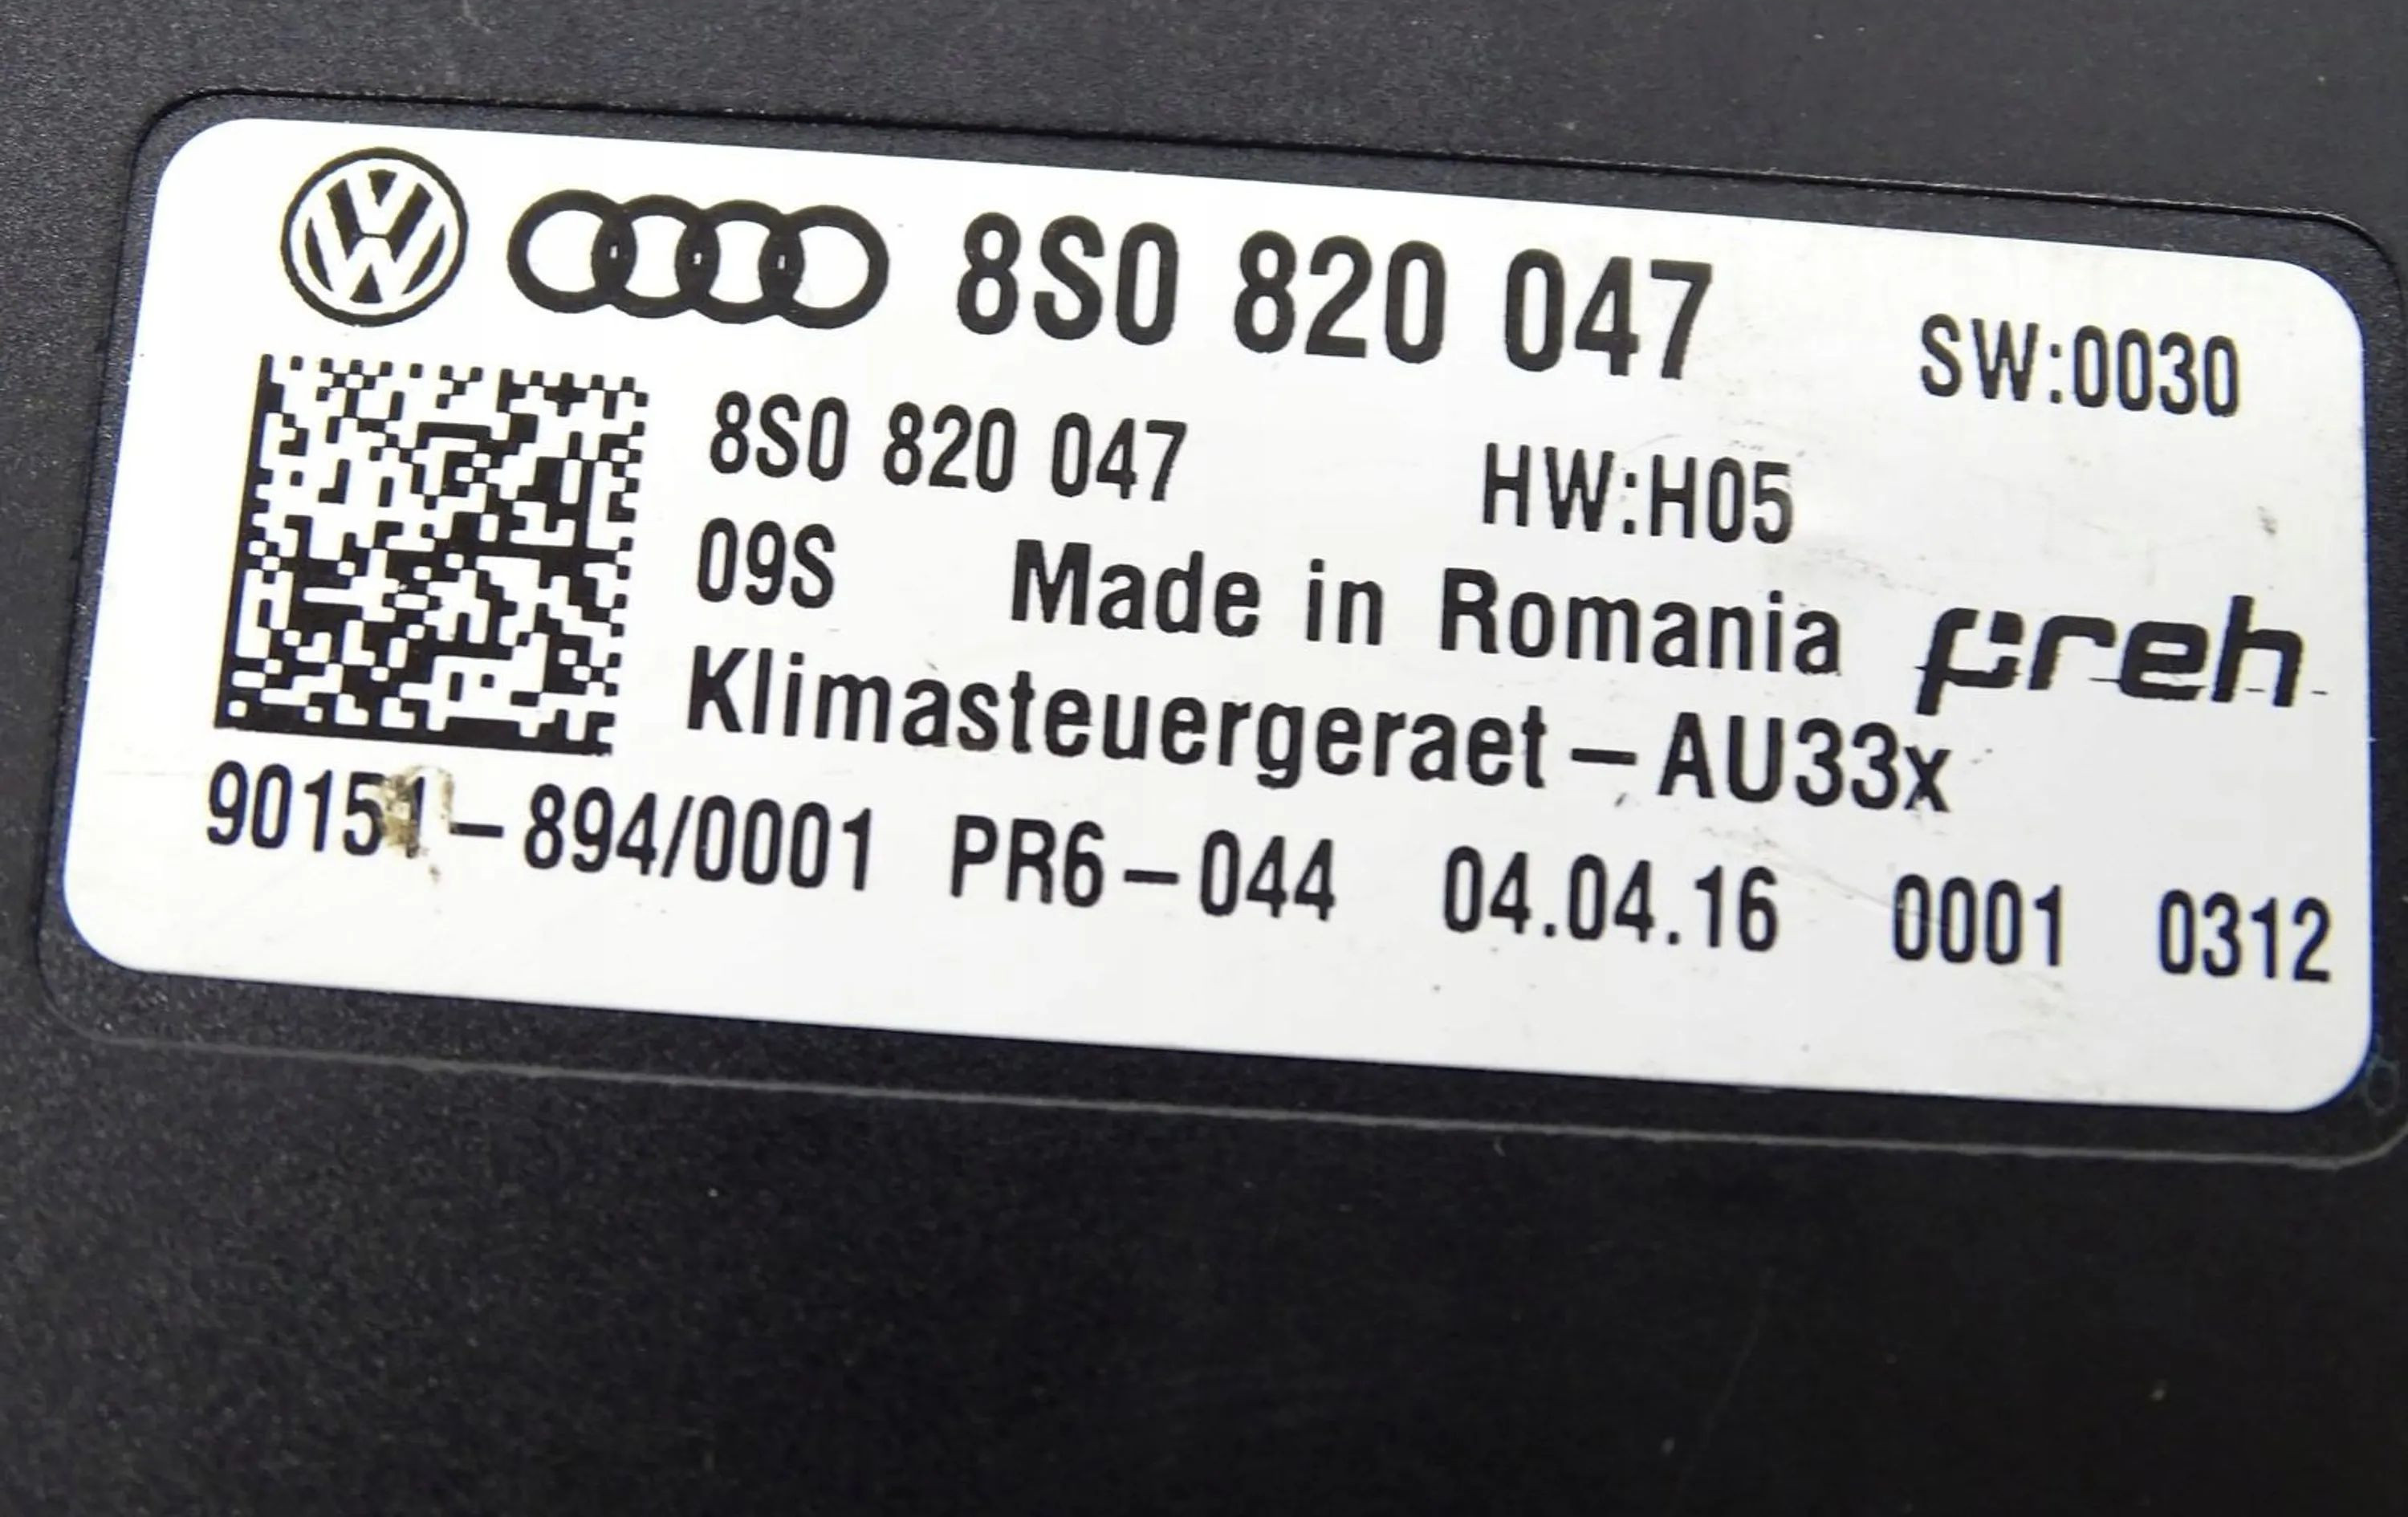 8S0 820 047 SW:0030
8S0 820 047 HW:H05
09S Made in Romania preh
Klimasteuergeraet-AU33x
90151-894/0001 PR6-044 04.04.16 0001 0312